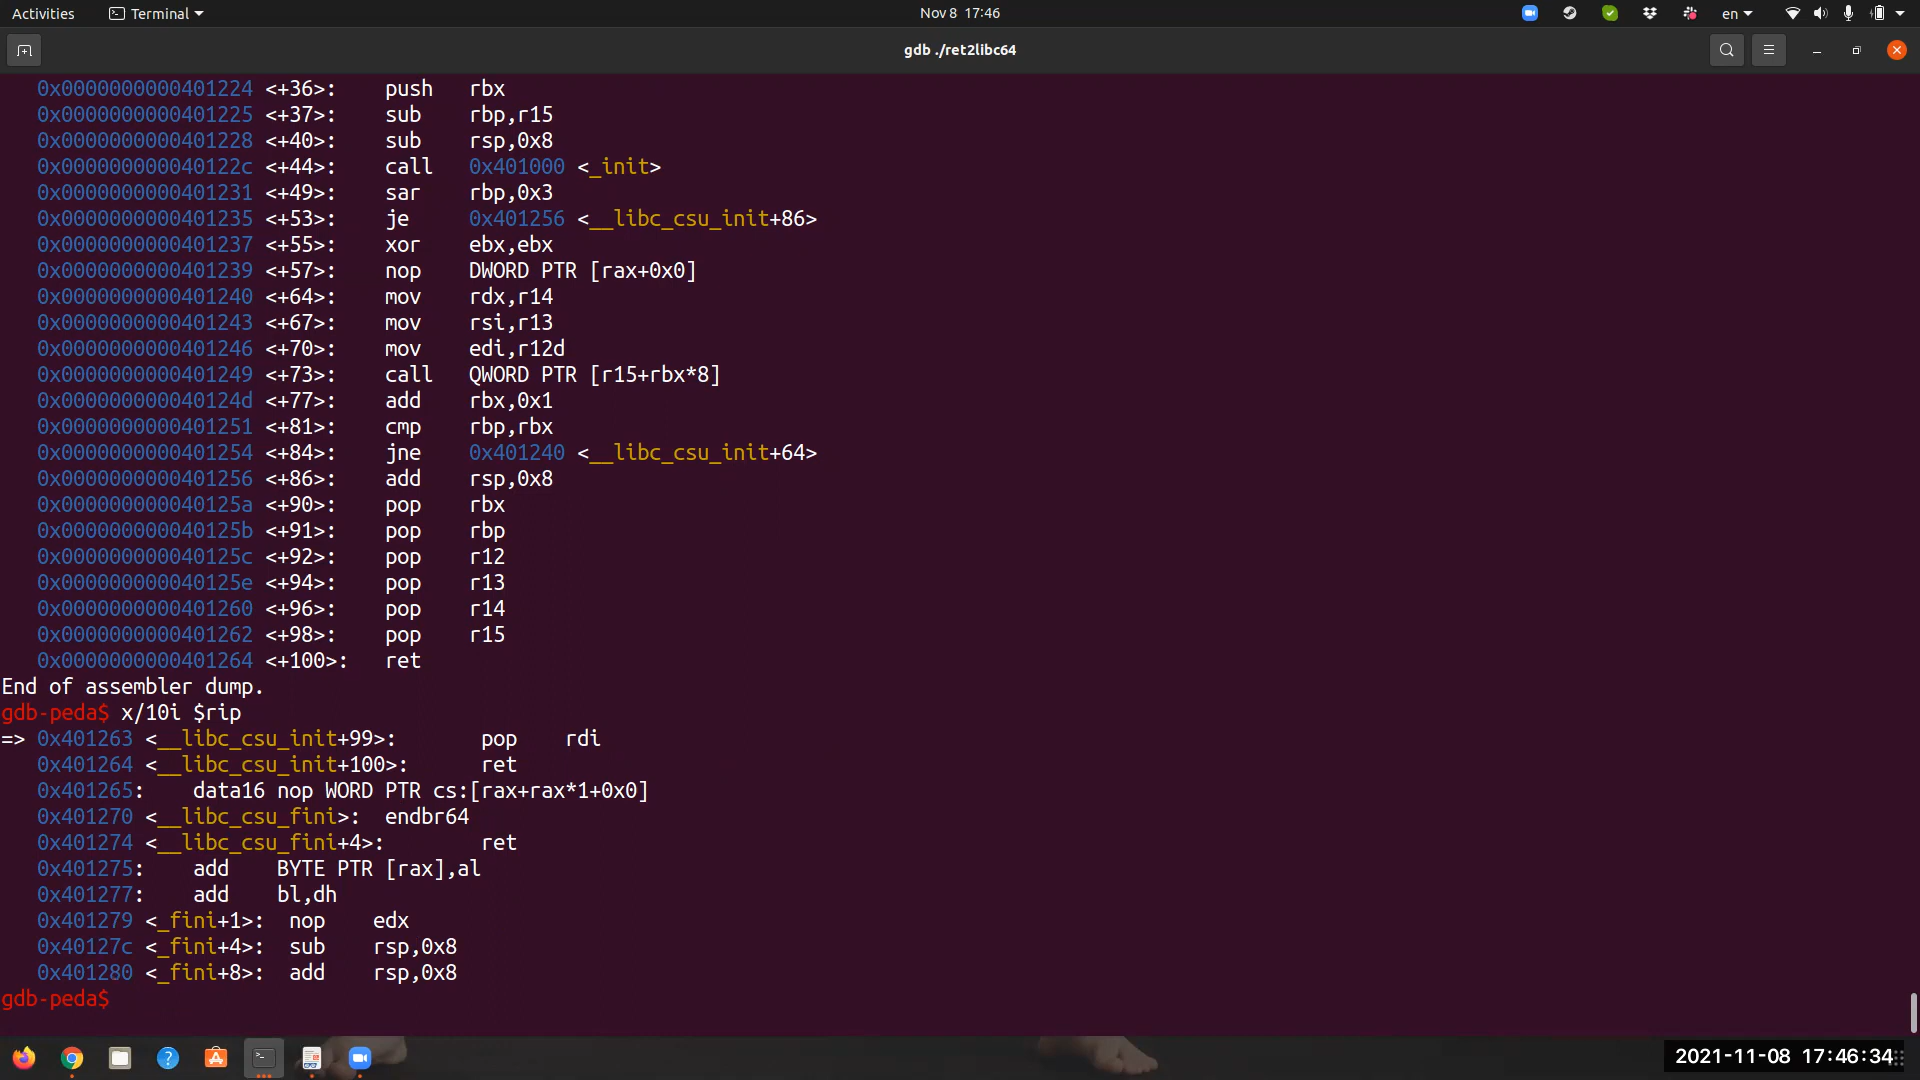 Activities Terminal Nov 8 17:46 en
gdb ./ret2libc64
0x0000000000401224 <+36>: push rbx
0x0000000000401225 <+37>: sub rbp,r15
0x0000000000401228 <+40>: sub rsp,0x8
0x000000000040122c <+44>: call 0x401000 <_init>
0x0000000000401231 <+49>: sar rbp,0x3
0x0000000000401235 <+53>: je 0x401256 <__libc_csu_init+86>
0x0000000000401237 <+55>: xor ebx,ebx
0x0000000000401239 <+57>: nop DWORD PTR [rax+0x0]
0x0000000000401240 <+64>: mov rdx,r14
0x0000000000401243 <+67>: mov rsi,r13
0x0000000000401246 <+70>: mov edi,r12d
0x0000000000401249 <+73>: call QWORD PTR [r15+rbx*8]
0x000000000040124d <+77>: add rbx,0x1
0x0000000000401251 <+81>: cmp rbp,rbx
0x0000000000401254 <+84>: jne 0x401240 <__libc_csu_init+64>
0x0000000000401256 <+86>: add rsp,0x8
0x000000000040125a <+90>: pop rbx
0x000000000040125b <+91>: pop rbp
0x000000000040125c <+92>: pop r12
0x000000000040125e <+94>: pop r13
0x0000000000401260 <+96>: pop r14
0x0000000000401262 <+98>: pop r15
0x0000000000401264 <+100>: ret
End of assembler dump.
gdb-peda$ x/10i $rip
=> 0x401263 <__libc_csu_init+99>: pop rdi
0x401264 <__libc_csu_init+100>: ret
0x401265: data16 nop WORD PTR cs:[rax+rax*1+0x0]
0x401270 <__libc_csu_fini>: endbr64
0x401274 <__libc_csu_fini+4>: ret
0x401275: add BYTE PTR [rax],al
0x401277: add bl,dh
0x401279 <_fini+1>: nop edx
0x40127c <_fini+4>: sub rsp,0x8
0x401280 <_fini+8>: add rsp,0x8
gdb-peda$
2021-11-08 17:46:34